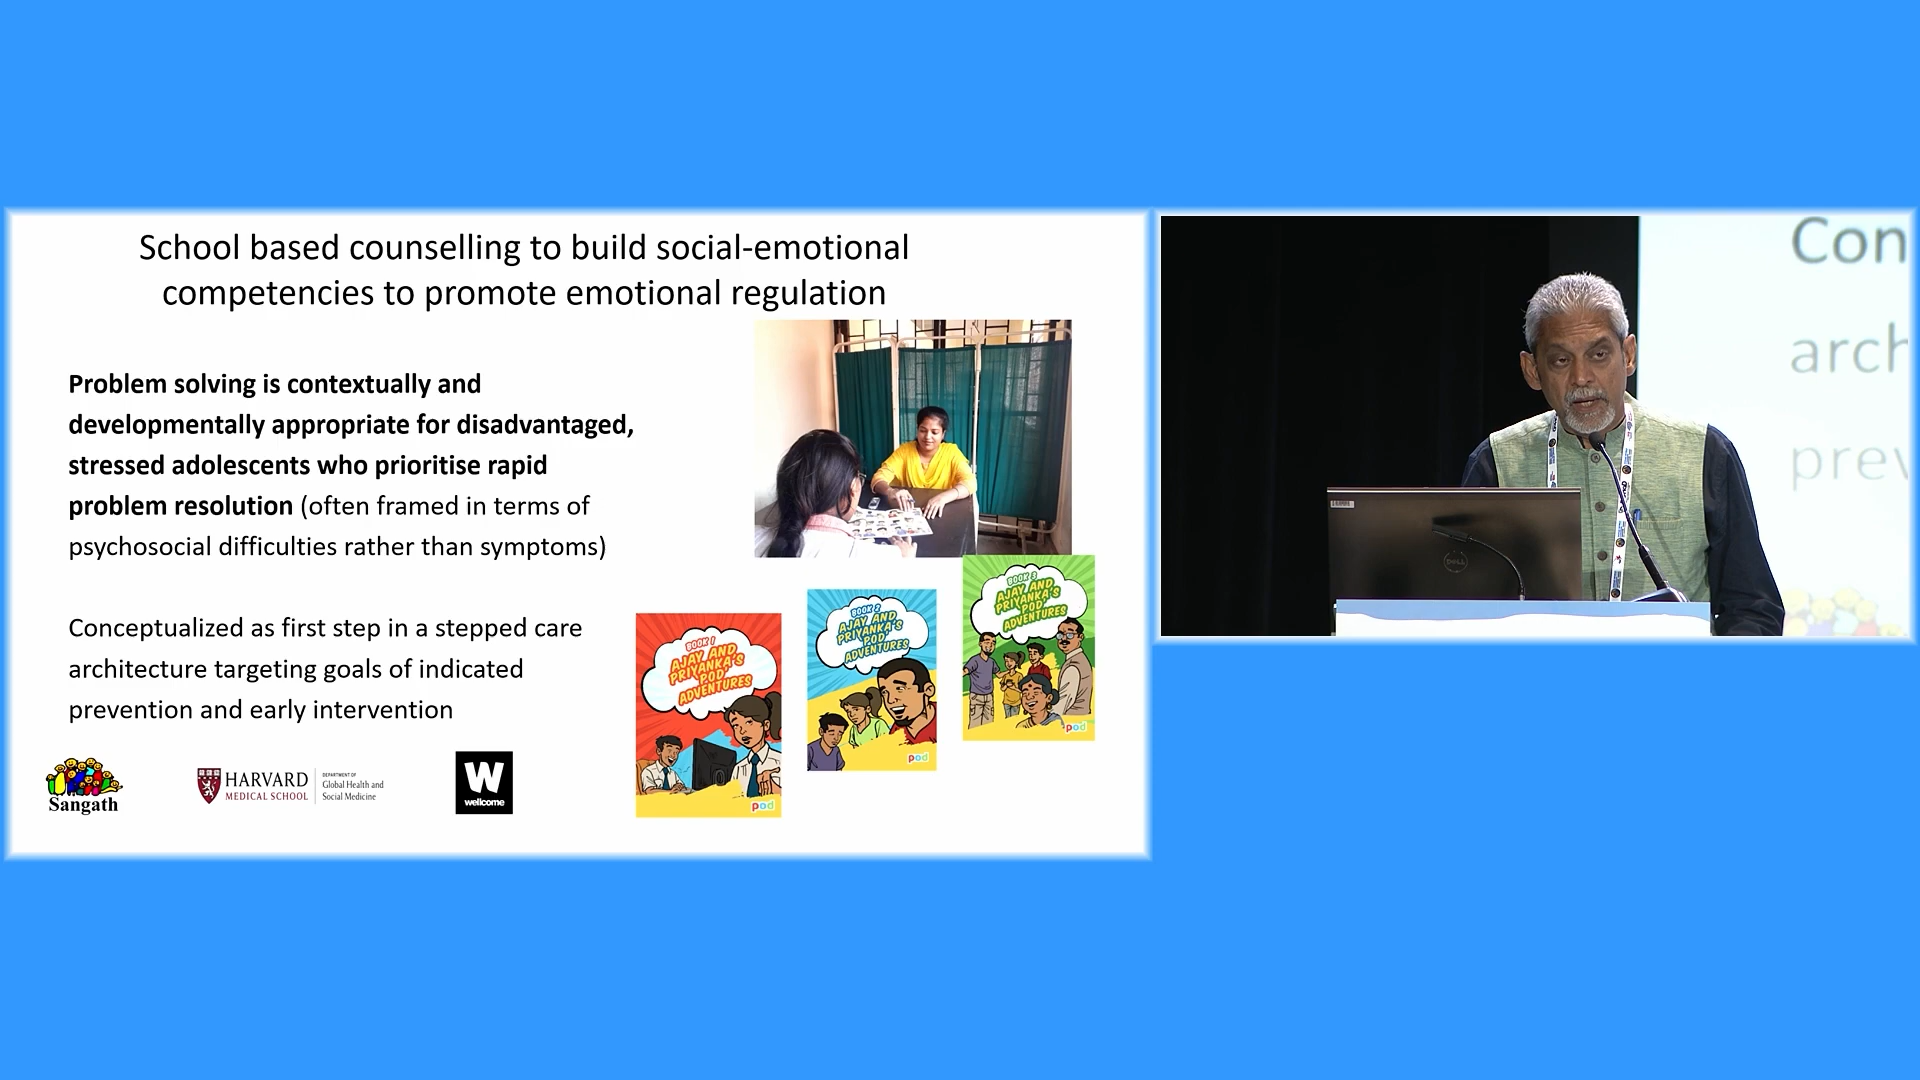 School based counselling to build social-emotional
competencies to promote emotional regulation
Problem solving is contextually and
developmentally appropriate for disadvantaged,
stressed adolescents who prioritise rapid
problem resolution (often framed in terms of
psychosocial difficulties rather than symptoms)
Conceptualized as first step in a stepped care
architecture targeting goals of indicated
prevention and early intervention
BOOK 1
AJAY AND
PRIYANKA'S
POD
ADVENTURES
pod
BOOK 2
AJAY AND
PRIYANKA'S
POD
ADVENTURES
pod
BOOK 3
AJAY AND
PRIYANKA'S
POD
ADVENTURES
pod
Sangath
HARVARD
MEDICAL SCHOOL
DEPARTMENT OF
Global Health and
Social Medicine
W
wellcome
Con
arch
prev
DELL